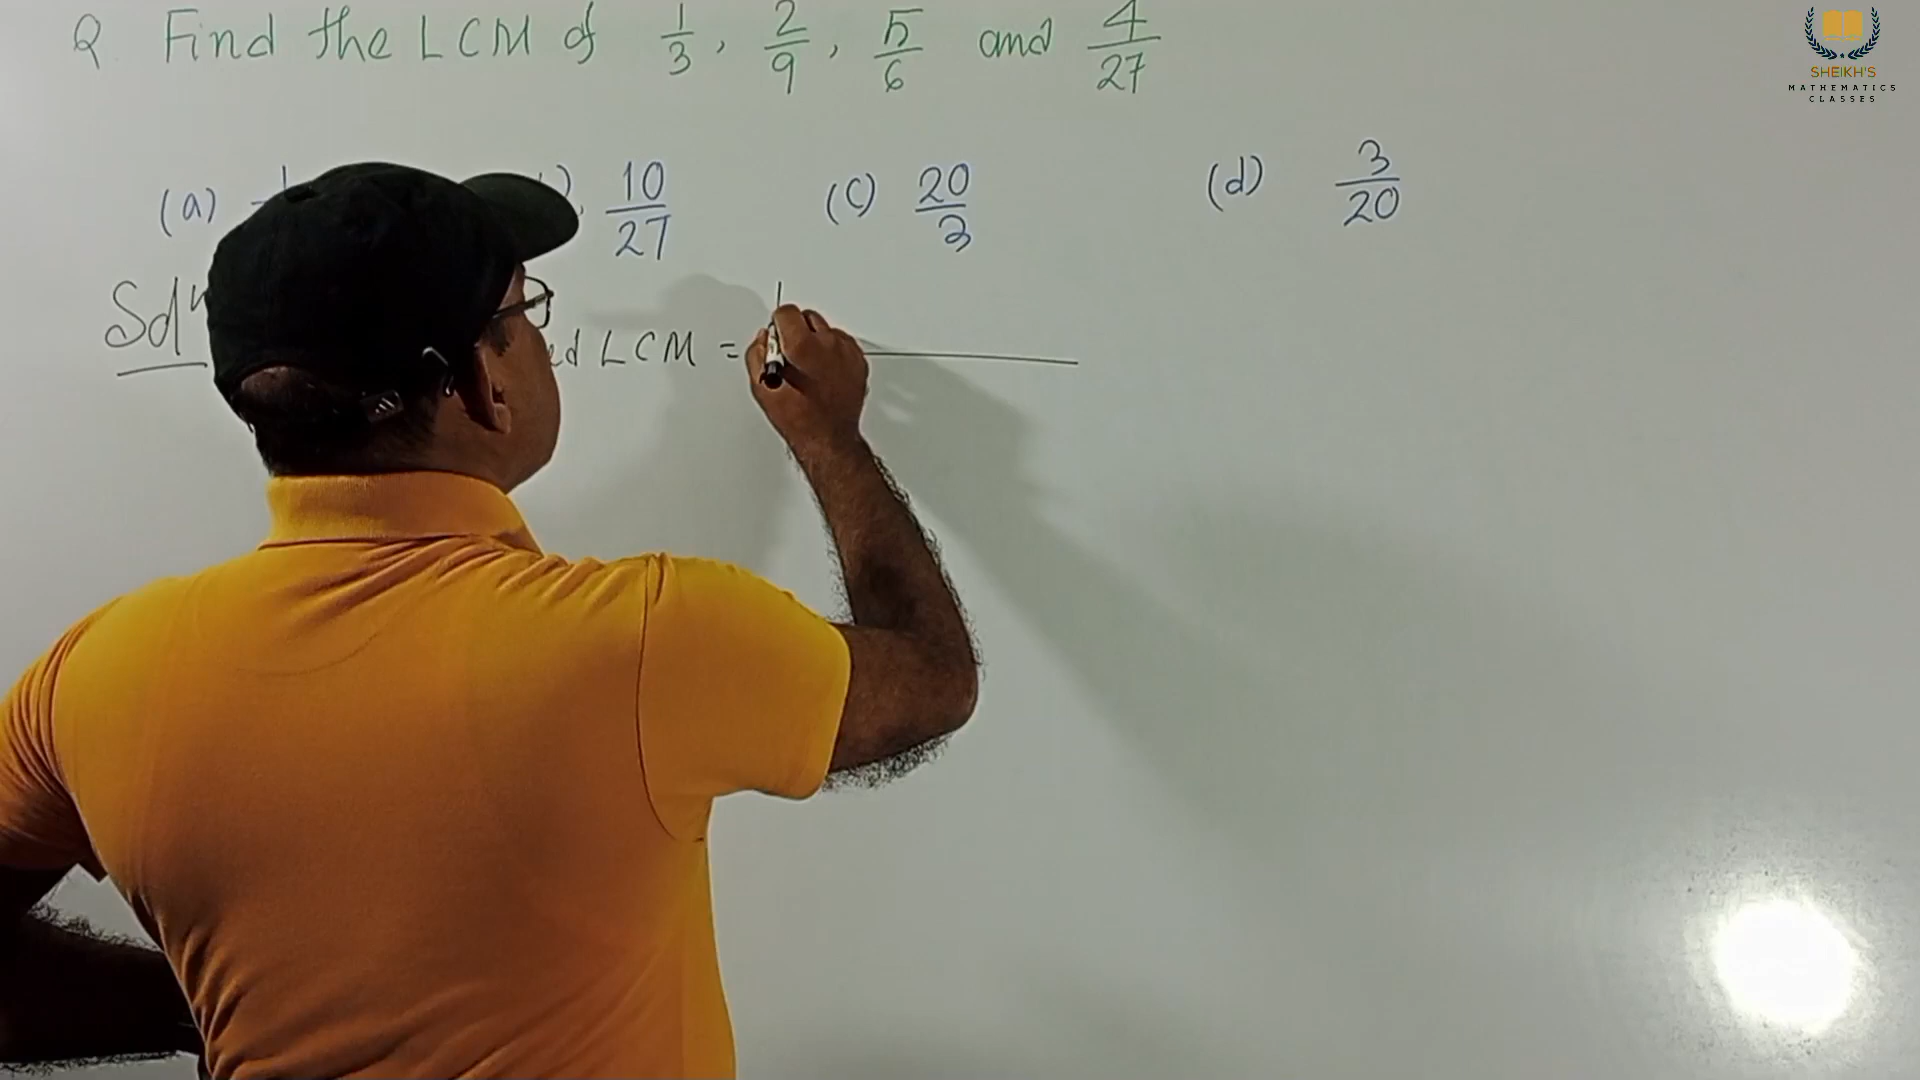 Q. Find the LCM of 1/3, 2/9, 5/6 and 4/27
(a) (b) 10/27 (c) 20/3 (d) 3/20
Solⁿ LCM =
SHEIKH'S
MATHEMATICS
CLASSES